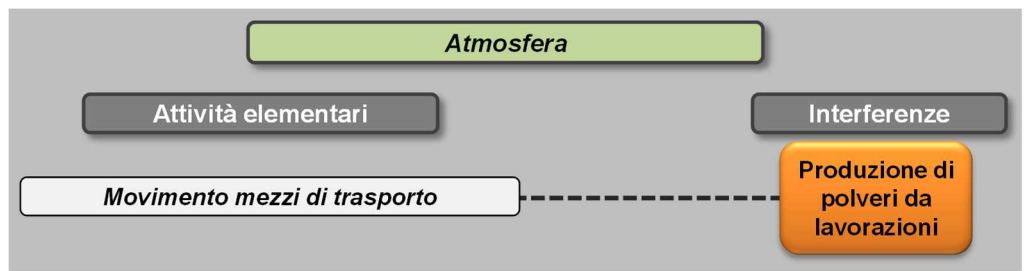 Atmosfera
Attività elementari
Interferenze
Movimento mezzi di trasporto
Produzione di
polveri da
lavorazioni